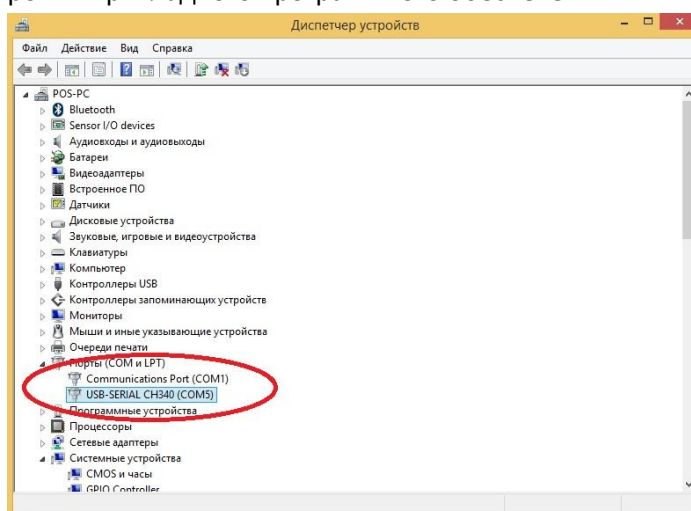 Диспетчер устройств
Файл Действие Вид Справка
POS-PC
Bluetooth
Sensor I/O devices
Аудиовходы и аудиовыходы
Батареи
Видеоадаптеры
Встроенное ПО
Датчики
Дисковые устройства
Звуковые, игровые и видеоустройства
Клавиатуры
Компьютер
Контроллеры USB
Контроллеры запоминающих устройств
Мониторы
Мыши и иные указывающие устройства
Очереди печати
Порты (COM и LPT)
Communications Port (COM1)
USB-SERIAL CH340 (COM5)
Программные устройства
Процессоры
Сетевые адаптеры
Системные устройства
CMOS и часы
GPIO Controller